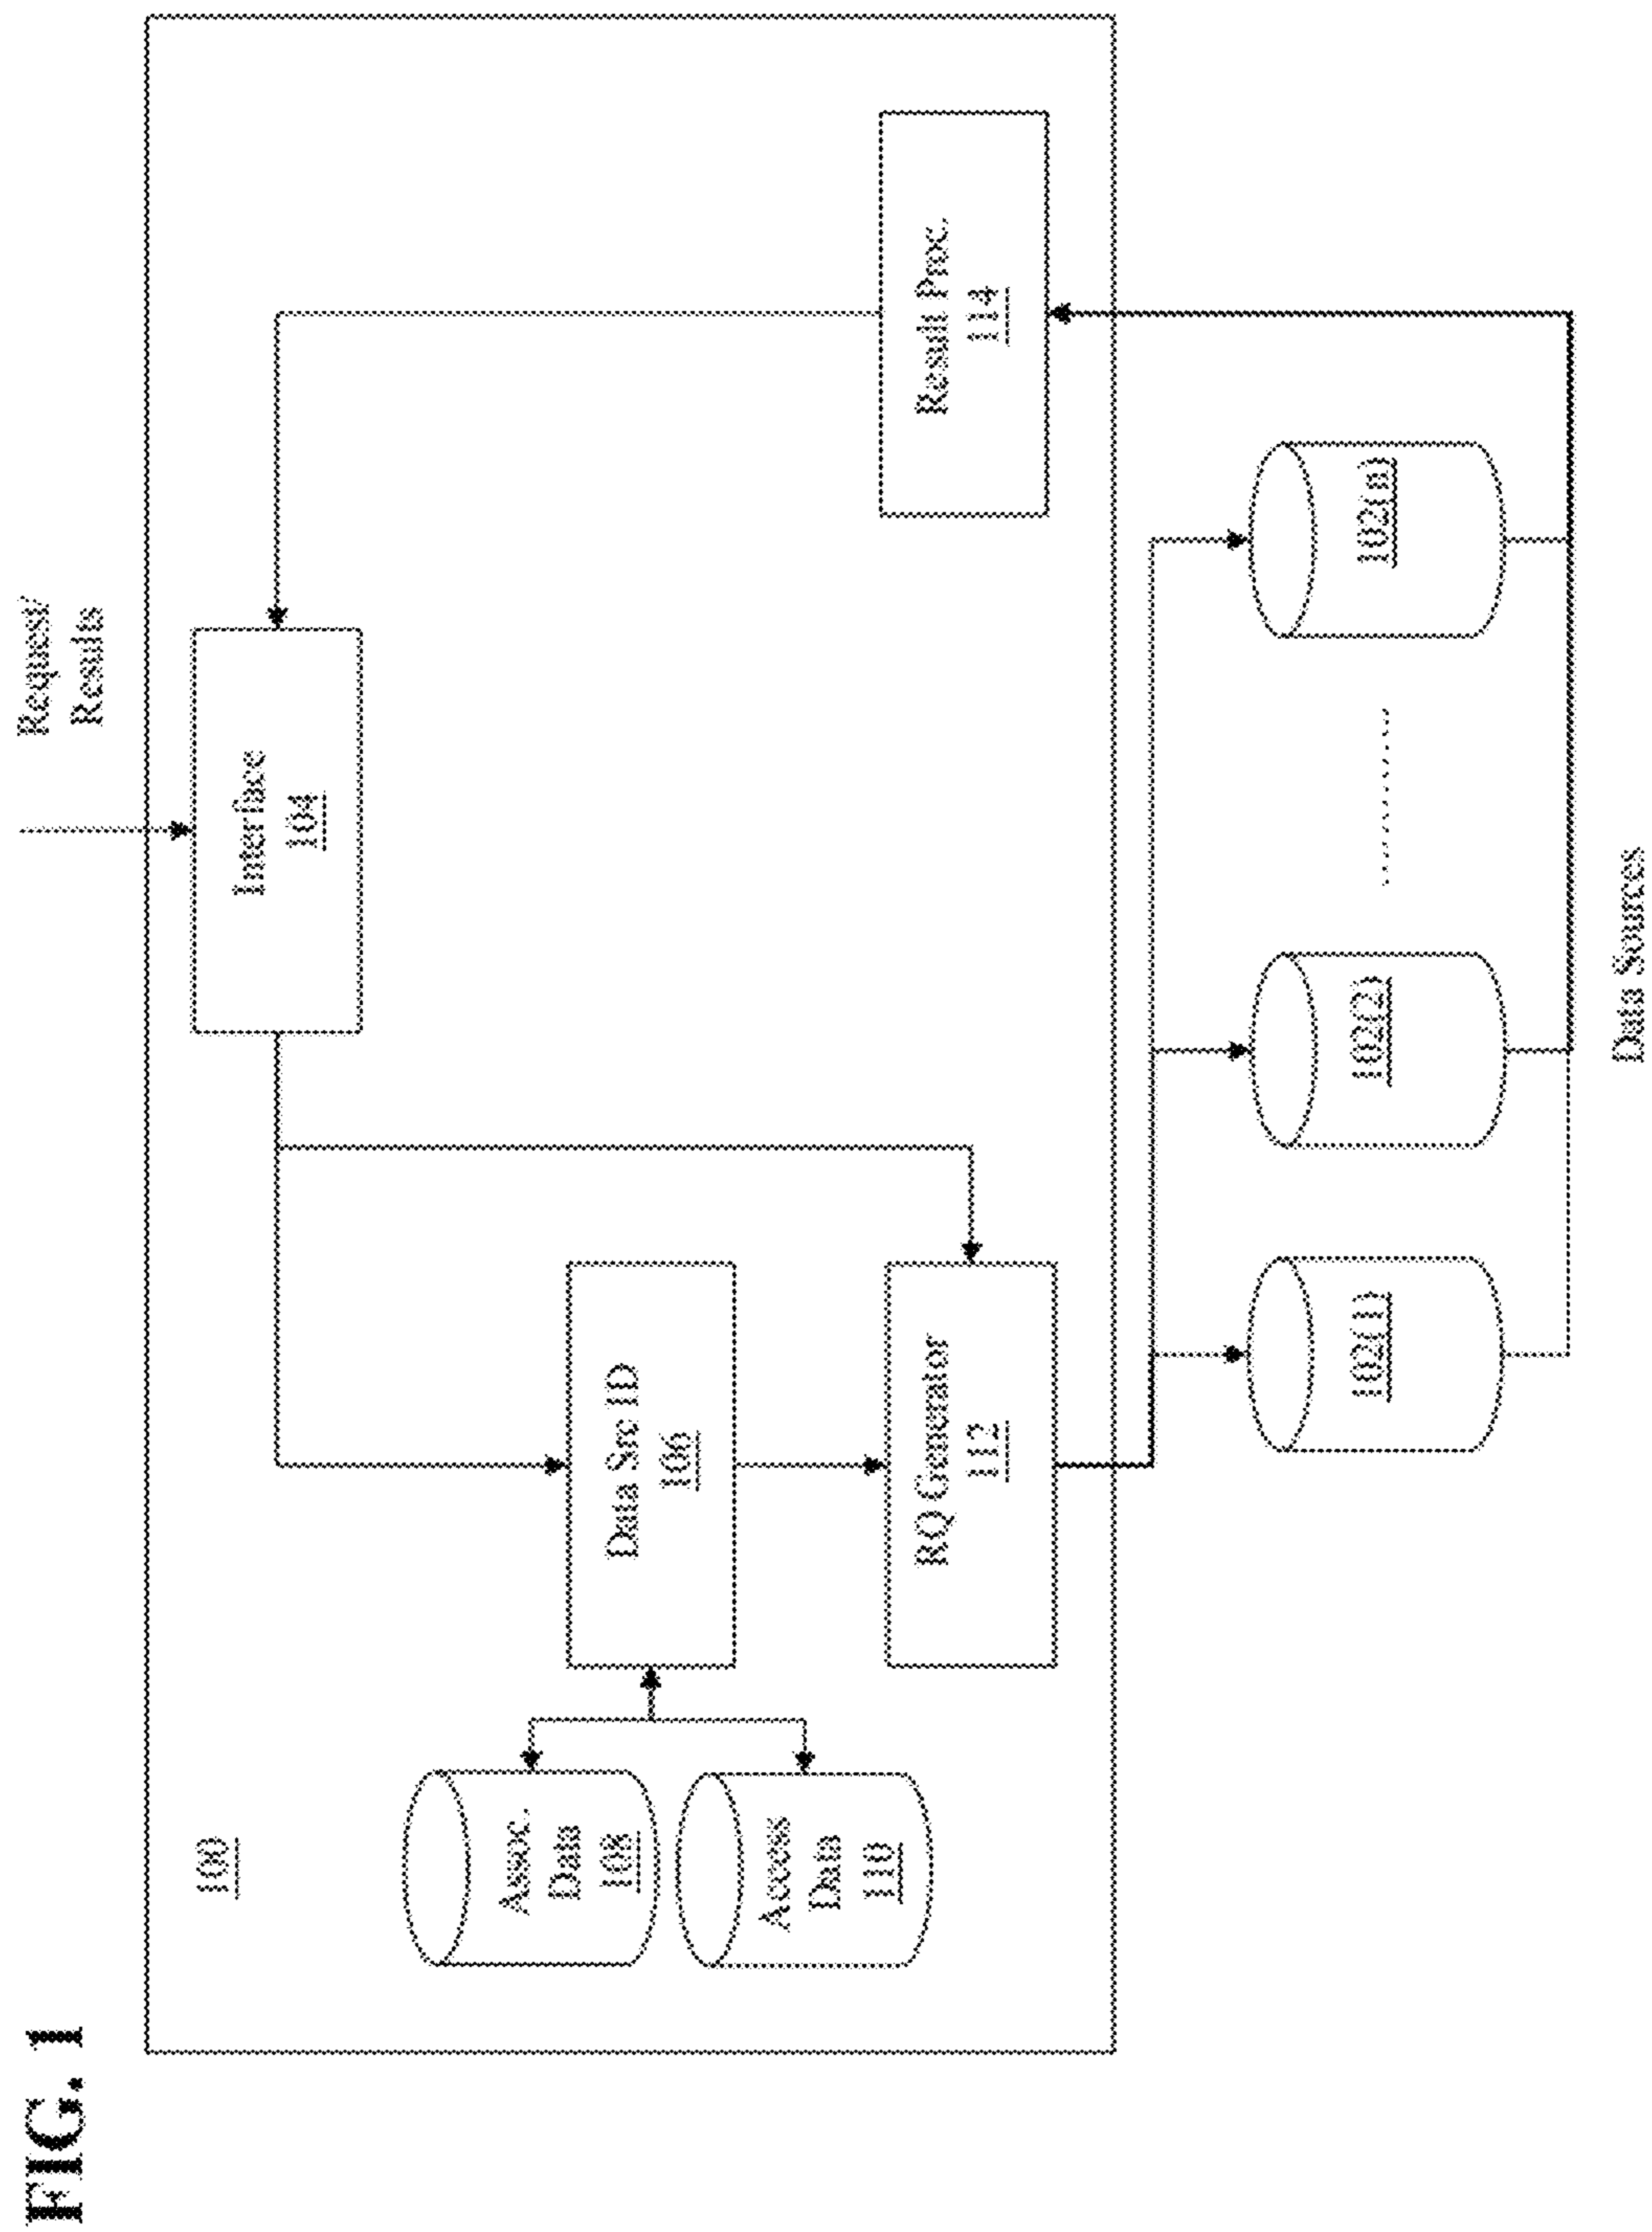 FIG. 1
Request/
Results
100
Interface
104
Assoc.
Data
108
Data Src ID
106
Access
Data
110
RQ Generator
112
Result Proc.
114
102(1)
102(2)
102(n)
Data Sources